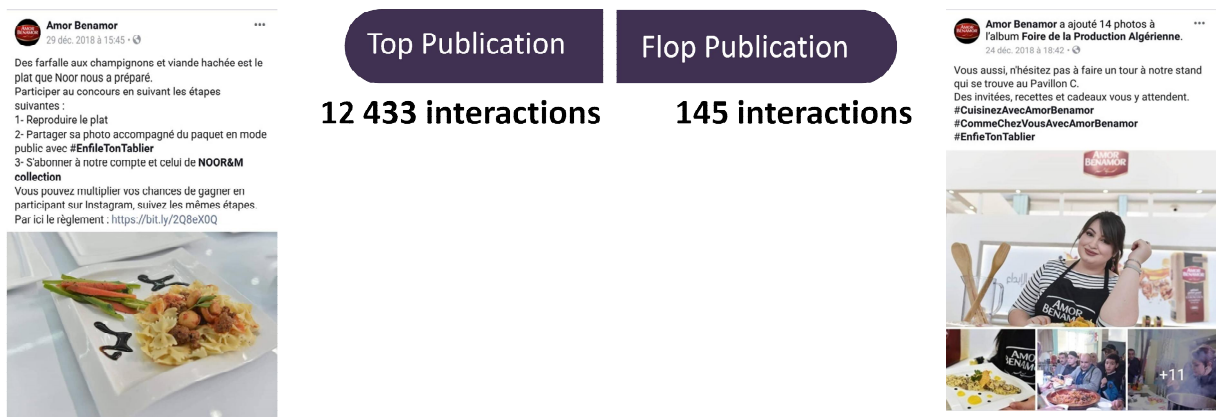 Amor Benamor
29 déc. 2018 à 15:45
Des farfalle aux champignons et viande hachée est le
plat que Noor nous a préparé.
Participer au concours en suivant les étapes
suivantes :
1- Reproduire le plat
2- Partager sa photo accompagné du paquet en mode
public avec #EnfileTonTablier
3- S'abonner à notre compte et celui de NOOR&M
collection
Vous pouvez multiplier vos chances de gagner en
participant sur Instagram, suivez les mêmes étapes.
Par ici le règlement : https://bit.ly/2Q8eX0Q
Top Publication
12 433 interactions
Flop Publication
145 interactions
Amor Benamor a ajouté 14 photos à
l'album Foire de la Production Algérienne.
24 déc. 2018 à 18:42
Vous aussi, n'hésitez pas à faire un tour à notre stand
qui se trouve au Pavillon C.
Des invitées, recettes et cadeaux vous y attendent.
#CuisinezAvecAmorBenamor
#CommeChezVousAvecAmorBenamor
#EnfieTonTablier
AMOR
BENAMOR
AMOR
BENAMOR
+11